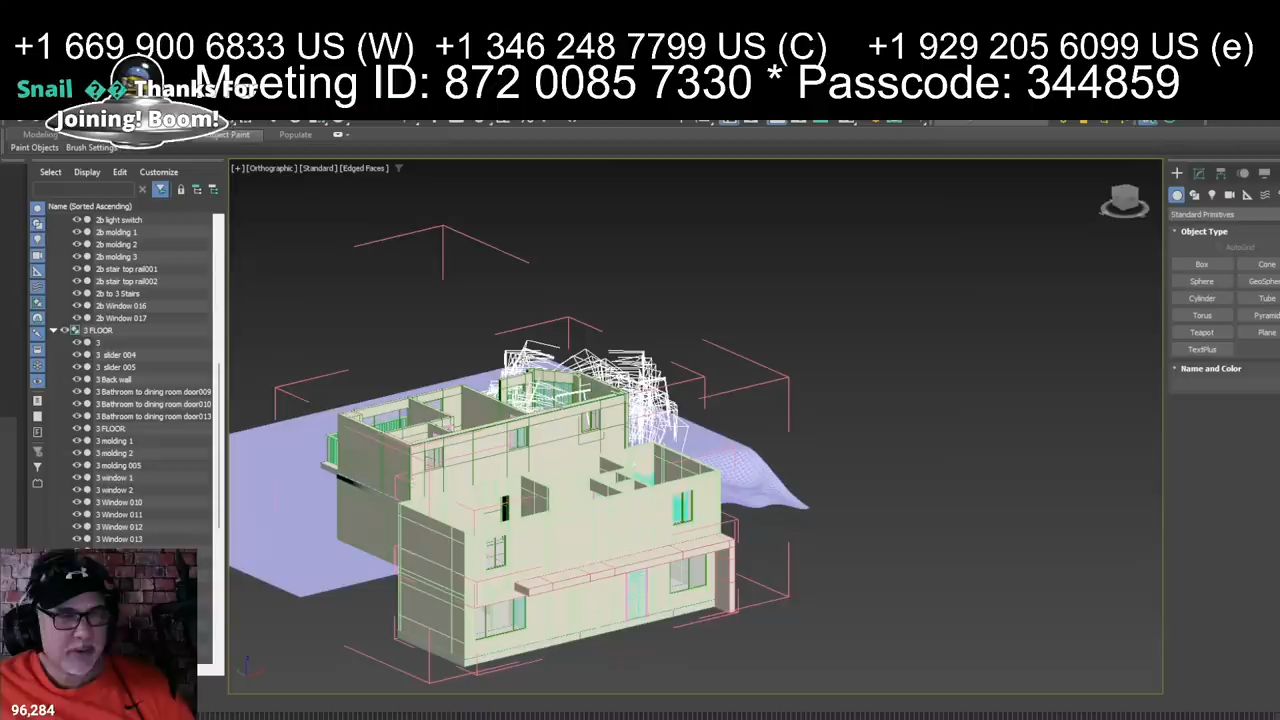 +1 669 900 6833 US (W) +1 346 248 7799 US (C) +1 929 205 6099 US (e)
Meeting ID: 872 0085 7330 * Passcode: 344859
Snail Thanks For
Joining! Boom!
Modeling Object Paint Populate
Paint Objects Brush Settings
Select Display Edit Customize
Name (Sorted Ascending)
2b light switch
2b molding 1
2b molding 2
2b molding 3
2b stair top rail001
2b stair top rail002
2b to 3 Stairs
2b Window 016
2b Window 017
3 FLOOR
3
3 slider 004
3 slider 005
3 Back wall
3 Bathroom to dining room door009
3 Bathroom to dining room door010
3 Bathroom to dining room door013
3 FLOOR:
3 molding 1
3 molding 2
3 molding 005
3 window 1
3 window 2
3 Window 010
3 Window 011
3 Window 012
3 Window 013
[+] [Orthographic ] [Standard ] [Edged Faces ]
Standard Primitives
Object Type
AutoGrid
Box Cone
Sphere GeoSphe
Cylinder Tube
Torus Pyramid
Teapot Plane
TextPlus
Name and Color
96,284